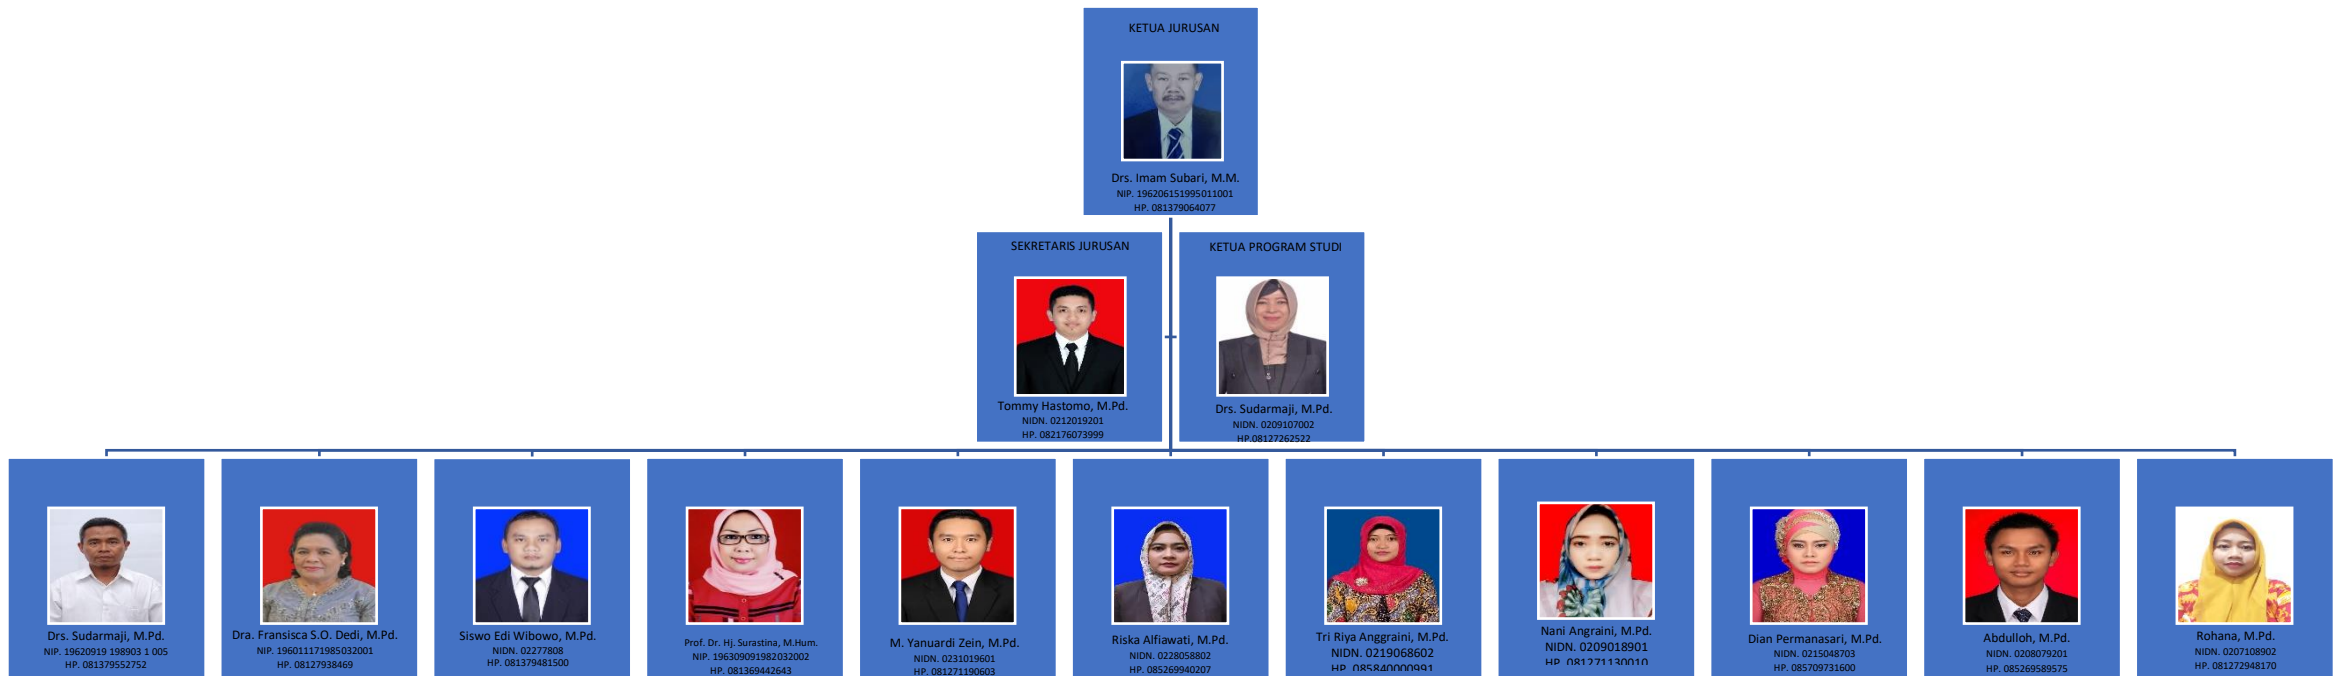 KETUA JURUSAN
Drs. Imam Subari, M.M.
NIP. 196206151995011001
HP. 081379064077
SEKRETARIS JURUSAN
Tommy Hastomo, M.Pd.
NIDN. 0212019201
HP. 082176073999
KETUA PROGRAM STUDI
Drs. Sudarmaji, M.Pd.
NIDN. 0209107002
HP.08127262522
Drs. Sudarmaji, M.Pd.
NIP. 19620919 198903 1 005
HP. 081379552752
Dra. Fransisca S.O. Dedi, M.Pd.
NIP. 196011171985032001
HP. 08127938469
Siswo Edi Wibowo, M.Pd.
NIDN. 02277808
HP. 081379481500
Prof. Dr. Hj. Surastina, M.Hum.
NIP. 196309091982032002
HP. 081369442643
M. Yanuardi Zein, M.Pd.
NIDN. 0231019601
HP. 081271190603
Riska Alfiawati, M.Pd.
NIDN. 0228058802
HP. 085269940207
Tri Riya Anggraini, M.Pd.
NIDN. 0219068602
HP. 085840000991
Nani Angraini, M.Pd.
NIDN. 0209018901
HP. 081271130010
Dian Permanasari, M.Pd.
NIDN. 0215048703
HP. 085709731600
Abdulloh, M.Pd.
NIDN. 0208079201
HP. 085269589575
Rohana, M.Pd.
NIDN. 0207108902
HP. 081272948170